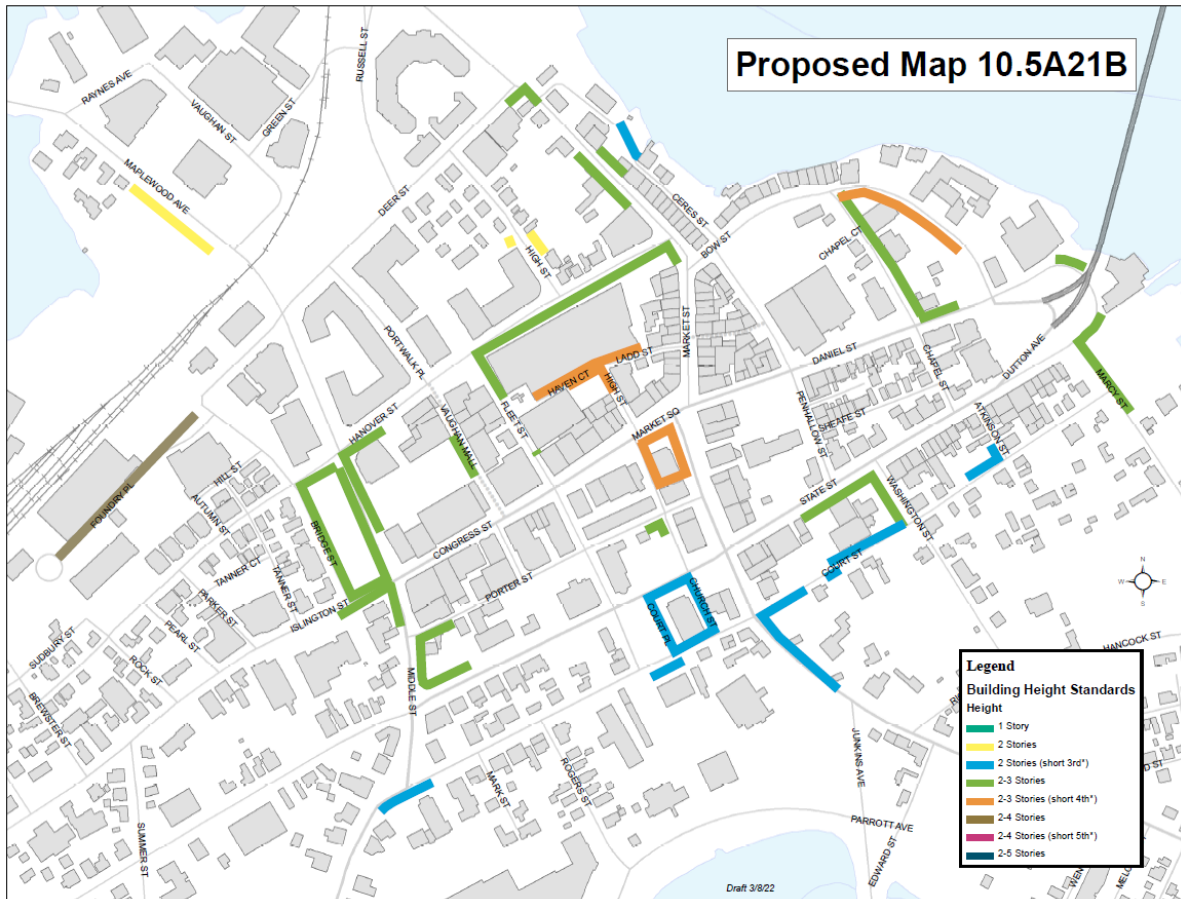 Proposed Map 10.5A21B
RUSSELL ST
RAYNES AVE
VAUGHAN ST
GREEN ST
MAPLEWOOD AVE
DEER ST
CERES ST
BOW ST
HIGH ST
CHAPEL CT
PORTWALK PL
MARKET ST
LADD ST
HAVEN CT
HIGH ST
DANIEL ST
CHAPEL ST
DUTTON AVE
MARCY ST
PENHALLOW ST
SHEAFE ST
ATKINSON ST
FLEET ST
VAUGHAN MALL
HANOVER ST
MARKET SQ
STATE ST
WASHINGTON ST
HILL ST
AUTUMN ST
FOUNDRY PL
BRIDGE ST
CONGRESS ST
COURT ST
TANNER CT
TANNER ST
PORTER ST
ISLINGTON ST
PARKER ST
PEARL ST
CHURCH ST
COURT PL
SUDBURY ST
ROCK ST
BREWSTER ST
MIDDLE ST
HANCOCK ST
N
W
E
S
JUNKINS AVE
MARK ST
ROGERS ST
SUMMER ST
PARROTT AVE
EDWARD ST
Legend
Building Height Standards
Height
1 Story
2 Stories
2 Stories (short 3rd*)
2-3 Stories
2-3 Stories (short 4th*)
2-4 Stories
2-4 Stories (short 5th*)
2-5 Stories
Draft 3/8/22